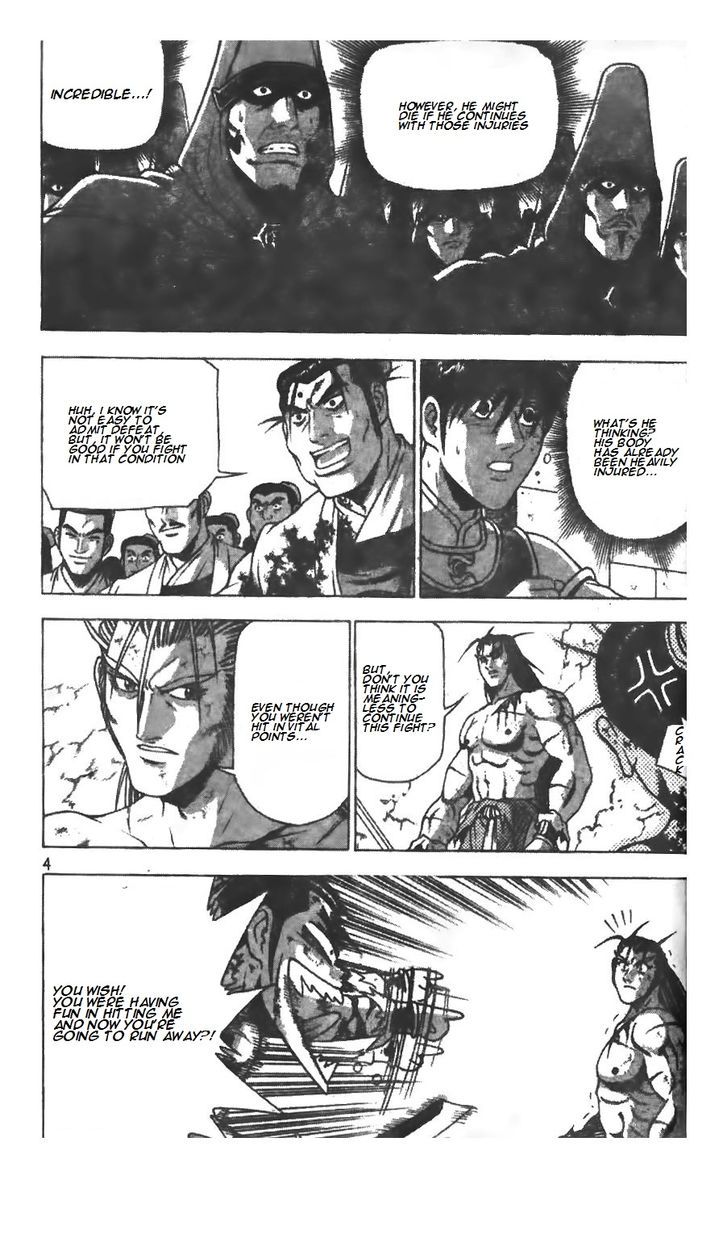 INCREDIBLE...!
HOWEVER, HE MIGHT
DIE IF HE CONTINUES
WITH THOSE INJURIES
HUH, I KNOW IT'S
NOT EASY TO
ADMIT DEFEAT,
BUT, IT WON'T BE
GOOD IF YOU FIGHT
IN THAT CONDITION
WHAT'S HE
THINKING?
HIS BODY
HAS ALREADY
BEEN HEAVILY
INJURED...
EVEN THOUGH
YOU WEREN'T
HIT IN VITAL
POINTS...
BUT,
DON'T YOU
THINK IT IS
MEANING-
LESS TO
CONTINUE
THIS FIGHT?
4
YOU WISH!
YOU WERE HAVING
FUN IN HITTING ME
AND NOW YOU'RE
GOING TO RUN AWAY?!